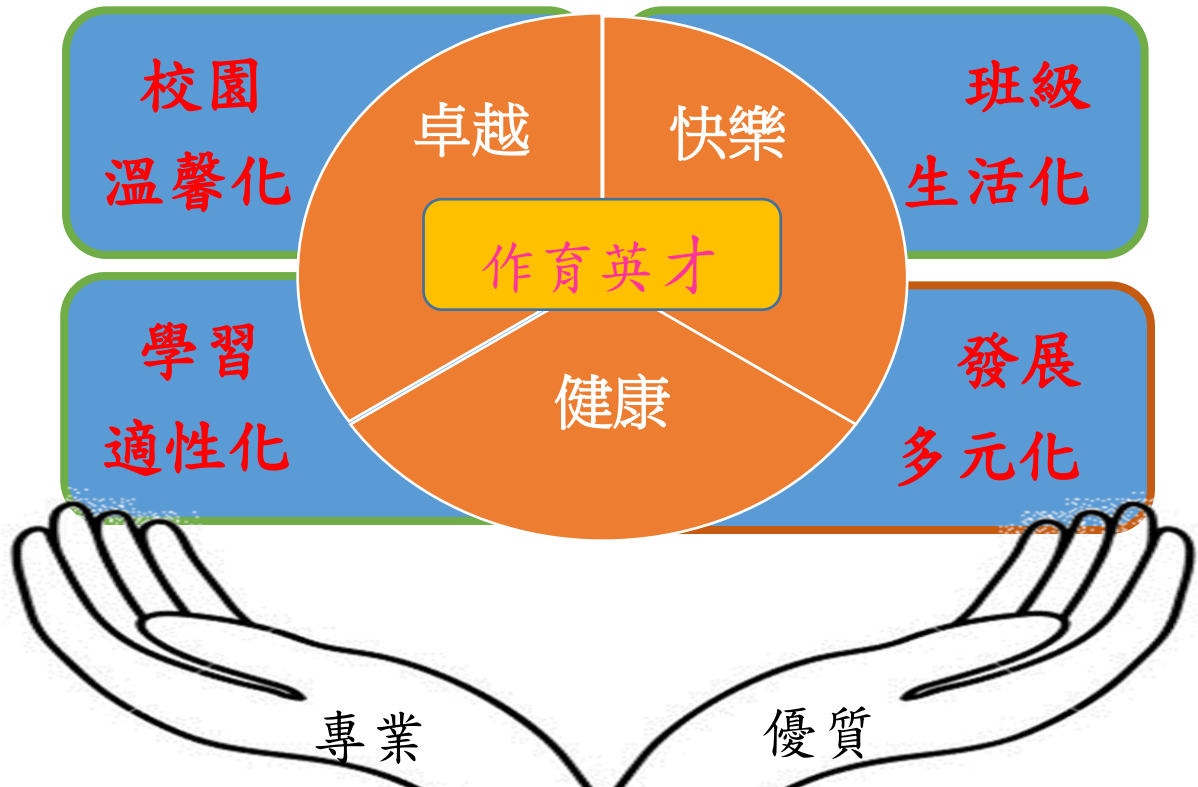 校園
溫馨化
卓越
快樂
班級
生活化
作育英才
學習
適性化
健康
發展
多元化
專業
優質